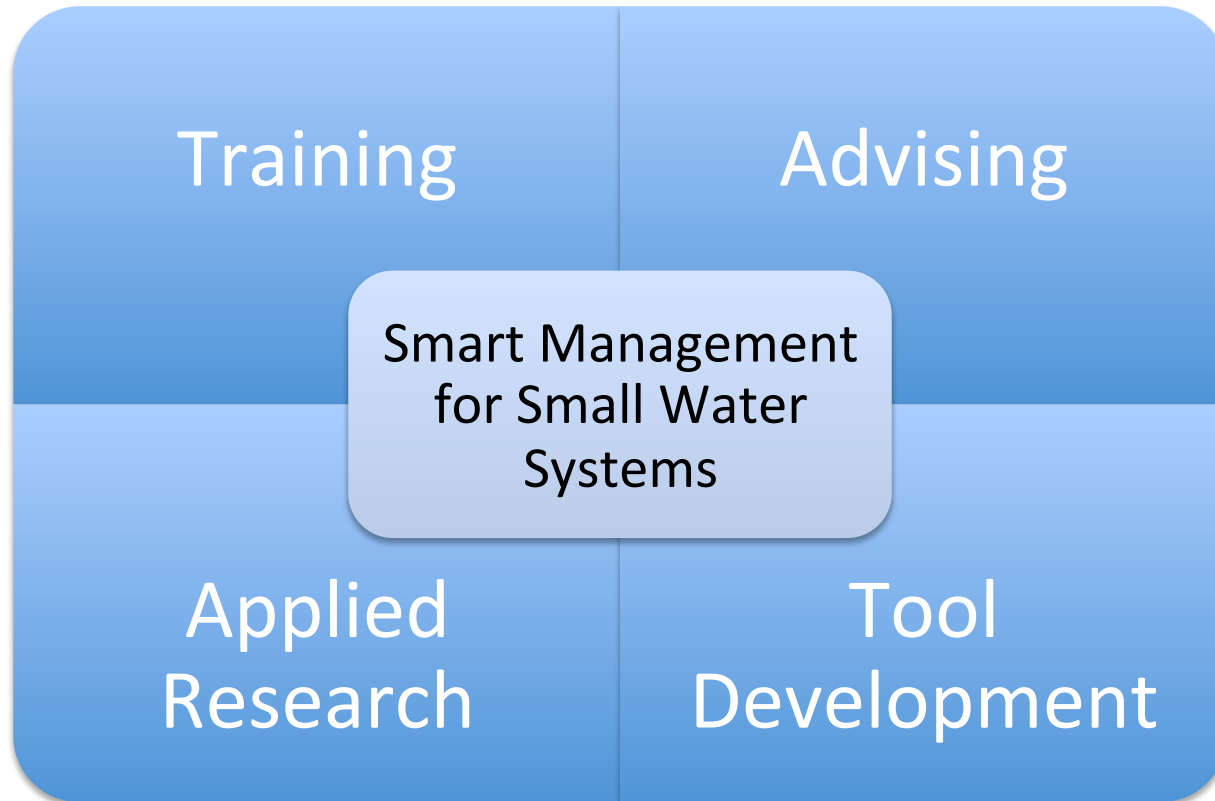 Training
Advising
Smart Management
for Small Water
Systems
Applied
Research
Tool
Development